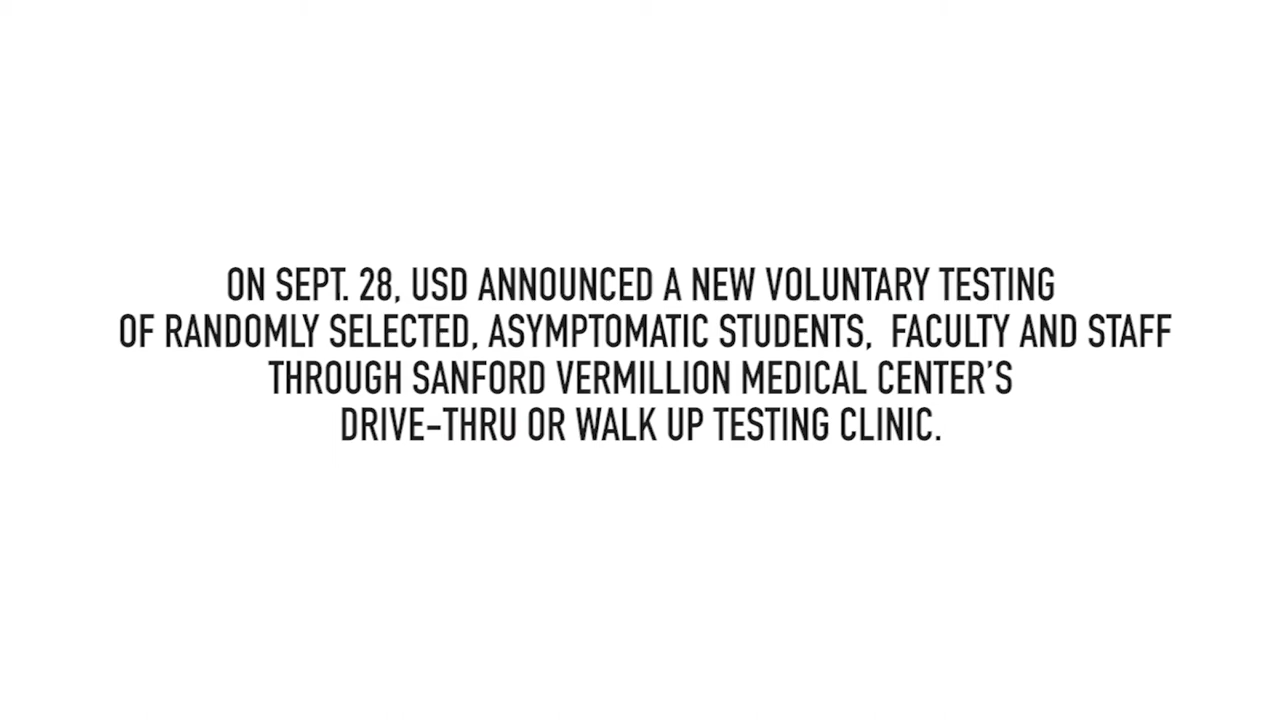 ON SEPT. 28, USD ANNOUNCED A NEW VOLUNTARY TESTING
OF RANDOMLY SELECTED, ASYMPTOMATIC STUDENTS,  FACULTY AND STAFF
THROUGH SANFORD VERMILLION MEDICAL CENTER’S
DRIVE-THRU OR WALK UP TESTING CLINIC.